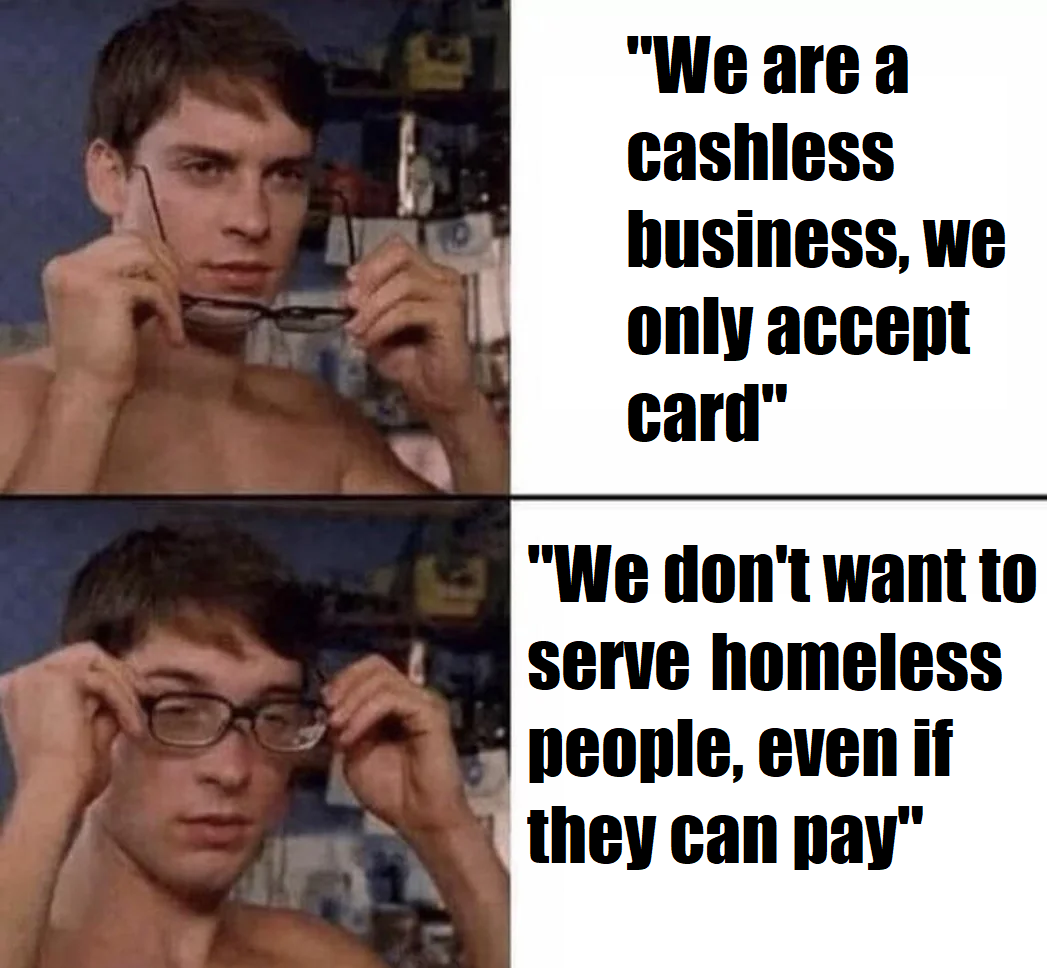 "We are a
cashless
business, we
only accept
card"
"We don't want to
serve homeless
people, even if
they can pay"